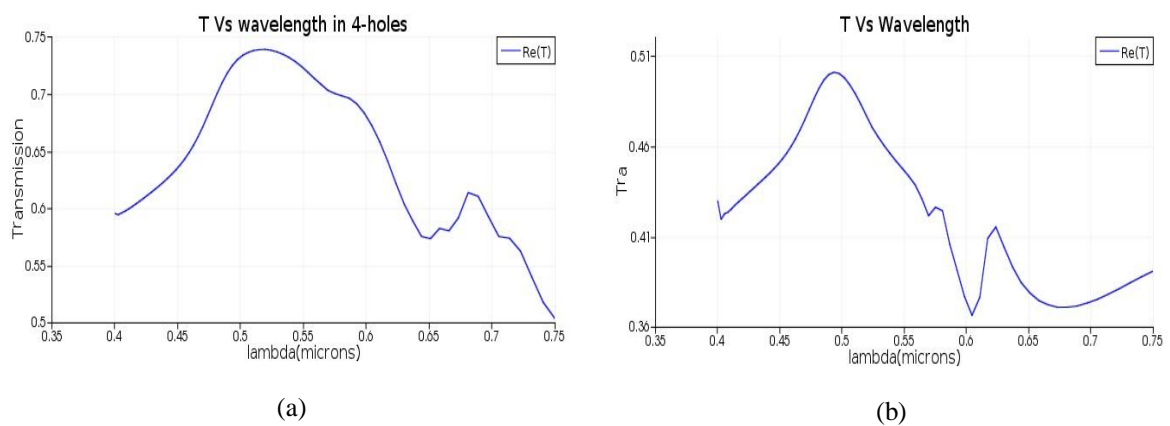 T Vs wavelength in 4-holes
0.75
0.7
0.65
0.6
0.55
0.5
Transmission
Re(T)
0.35 0.4 0.45 0.5 0.55 0.6 0.65 0.7 0.75
lambda(microns)
(a)
T Vs Wavelength
0.51
0.46
0.41
0.36
Tra
Re(T)
0.35 0.4 0.45 0.5 0.55 0.6 0.65 0.7 0.75
lambda(microns)
(b)